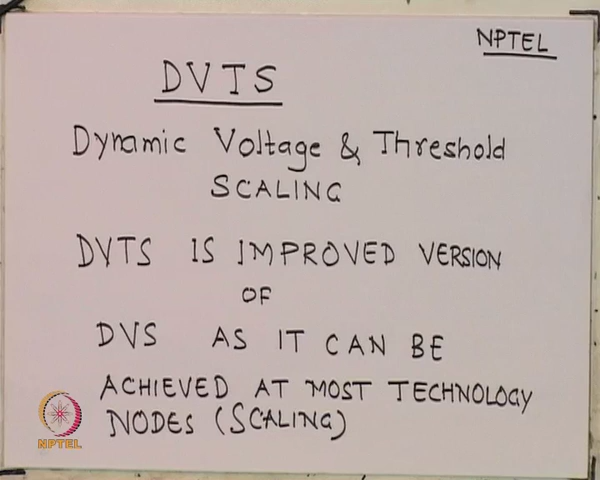 NPTEL
DVTS
Dynamic Voltage & Threshold
SCALING
DVTS IS IMPROVED VERSION
OF
DVS AS IT CAN BE
ACHIEVED AT MOST TECHNOLOGY
NODES (SCALING)
NPTEL